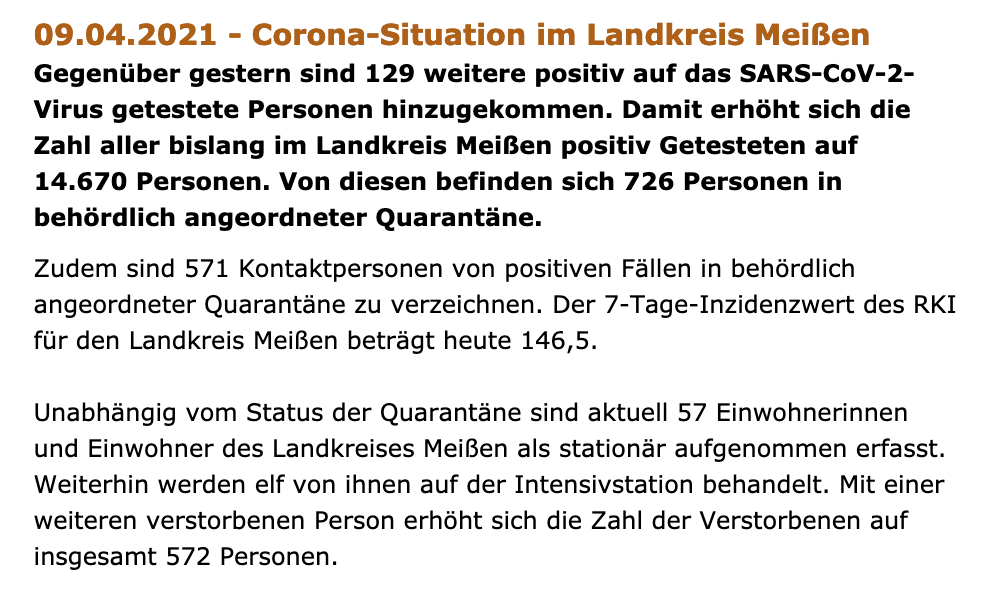 09.04.2021 - Corona-Situation im Landkreis Meißen
Gegenüber gestern sind 129 weitere positiv auf das SARS-CoV-2-
Virus getestete Personen hinzugekommen. Damit erhöht sich die
Zahl aller bislang im Landkreis Meißen positiv Getesteten auf
14.670 Personen. Von diesen befinden sich 726 Personen in
behördlich angeordneter Quarantäne.
Zudem sind 571 Kontaktpersonen von positiven Fällen in behördlich
angeordneter Quarantäne zu verzeichnen. Der 7-Tage-Inzidenzwert des RKI
für den Landkreis Meißen beträgt heute 146,5.
Unabhängig vom Status der Quarantäne sind aktuell 57 Einwohnerinnen
und Einwohner des Landkreises Meißen als stationär aufgenommen erfasst.
Weiterhin werden elf von ihnen auf der Intensivstation behandelt. Mit einer
weiteren verstorbenen Person erhöht sich die Zahl der Verstorbenen auf
insgesamt 572 Personen.